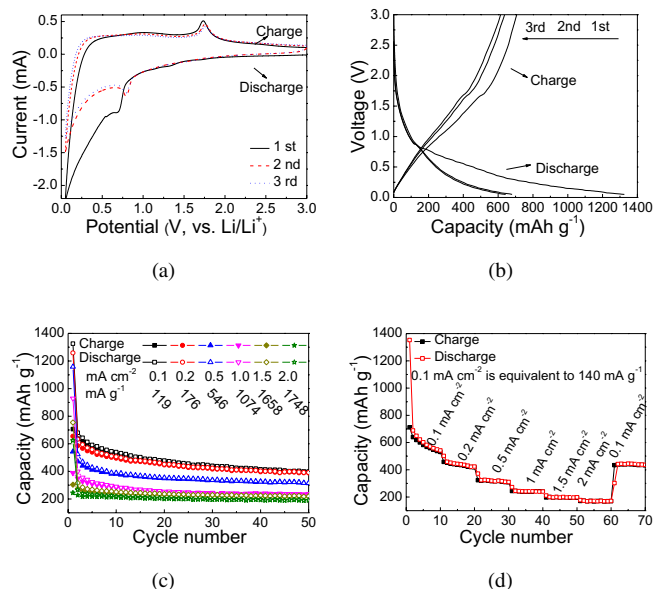 Charge
Discharge
1 st
2 nd
3 rd
Current (mA)
1.0
0.5
0.0
-0.5
-1.0
-1.5
-2.0
0.0 0.5 1.0 1.5 2.0 2.5 3.0
Potential (V, vs. Li/Li⁺)
(a)
3rd 2nd 1st
Charge
Discharge
Voltage (V)
3.0
2.5
2.0
1.5
1.0
0.5
0.0
0 200 400 600 800 1000 1200 1400
Capacity (mAh g⁻¹)
(b)
Charge
Discharge
mA cm⁻² 0.1 0.2 0.5 1.0 1.5 2.0
mA g⁻¹ 119 176 546 1074 1658 1748
Capacity (mAh g⁻¹)
1400
1200
1000
800
600
400
200
0 10 20 30 40 50
Cycle number
(c)
Charge
Discharge
0.1 mA cm⁻² is equivalent to 140 mA g⁻¹
0.1 mA cm⁻²
0.2 mA cm⁻²
0.5 mA cm⁻²
1 mA cm⁻²
1.5 mA cm⁻²
2 mA cm⁻²
0.1 mA cm⁻²
Capacity (mAh g⁻¹)
1400
1200
1000
800
600
400
200
0 10 20 30 40 50 60 70
Cycle number
(d)